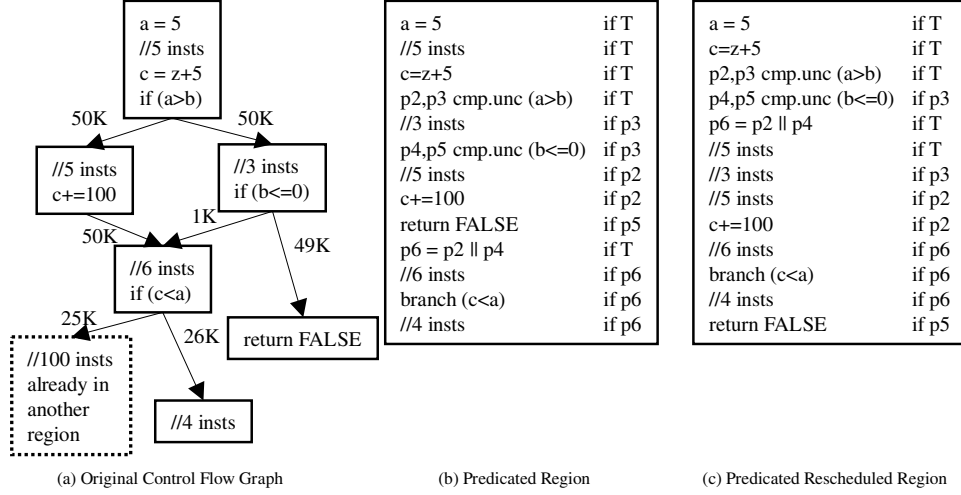 a = 5
//5 insts
c = z+5
if (a>b)
50K
50K
//5 insts
c+=100
//3 insts
if (b<=0)
50K
1K
49K
//6 insts
if (c<a)
25K
26K
return FALSE
//100 insts
already in
another
region
//4 insts
(a) Original Control Flow Graph
a = 5 if T
//5 insts if T
c=z+5 if T
p2,p3 cmp.unc (a>b) if T
//3 insts if p3
p4,p5 cmp.unc (b<=0) if p3
//5 insts if p2
c+=100 if p2
return FALSE if p5
p6 = p2 || p4 if T
//6 insts if p6
branch (c<a) if p6
//4 insts if p6
(b) Predicated Region
a = 5 if T
c=z+5 if T
p2,p3 cmp.unc (a>b) if T
p4,p5 cmp.unc (b<=0) if p3
p6 = p2 || p4 if T
//5 insts if T
//3 insts if p3
//5 insts if p2
c+=100 if p2
//6 insts if p6
branch (c<a) if p6
//4 insts if p6
return FALSE if p5
(c) Predicated Rescheduled Region